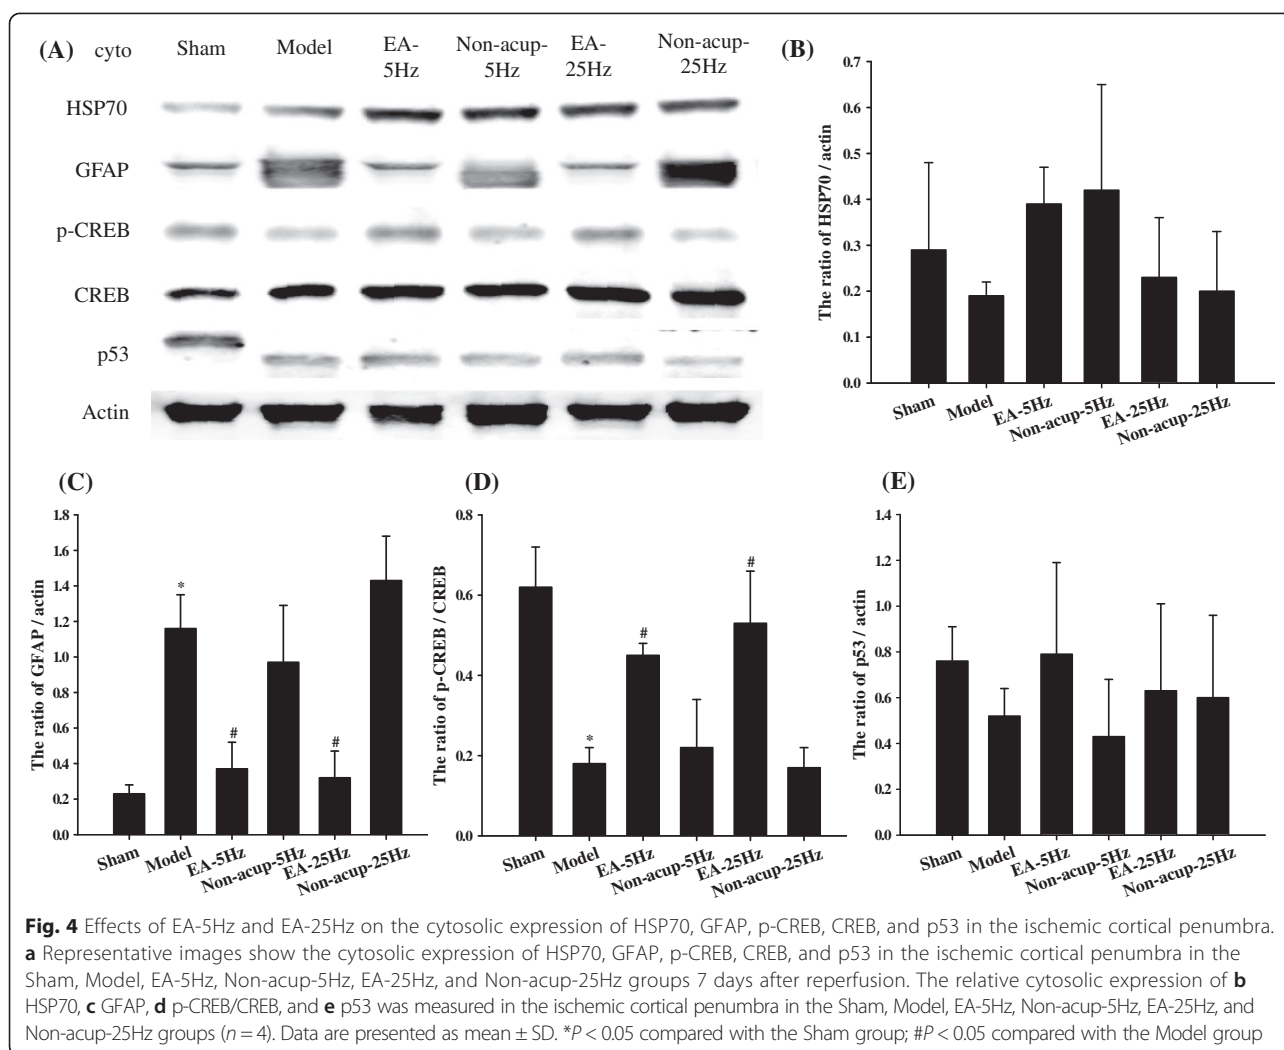 (A) cyto Sham Model EA-5Hz Non-acup-5Hz EA-25Hz Non-acup-25Hz
HSP70
GFAP
p-CREB
CREB
p53
Actin
(B)
The ratio of HSP70 / actin
0.7
0.6
0.5
0.4
0.3
0.2
0.1
0.0
Sham Model EA-5Hz Non-acup-5Hz EA-25Hz Non-acup-25Hz
(C)
The ratio of GFAP / actin
1.8
1.6
1.4
1.2
1.0
0.8
0.6
0.4
0.2
0.0
* # #
Sham Model EA-5Hz Non-acup-5Hz EA-25Hz Non-acup-25Hz
(D)
The ratio of p-CREB / CREB
0.8
0.6
0.4
0.2
0.0
* # #
Sham Model EA-5Hz Non-acup-5Hz EA-25Hz Non-acup-25Hz
(E)
The ratio of p53 / actin
1.4
1.2
1.0
0.8
0.6
0.4
0.2
0.0
Sham Model EA-5Hz Non-acup-5Hz EA-25Hz Non-acup-25Hz
Fig. 4 Effects of EA-5Hz and EA-25Hz on the cytosolic expression of HSP70, GFAP, p-CREB, CREB, and p53 in the ischemic cortical penumbra.
a Representative images show the cytosolic expression of HSP70, GFAP, p-CREB, CREB, and p53 in the ischemic cortical penumbra in the
Sham, Model, EA-5Hz, Non-acup-5Hz, EA-25Hz, and Non-acup-25Hz groups 7 days after reperfusion. The relative cytosolic expression of b
HSP70, c GFAP, d p-CREB/CREB, and e p53 was measured in the ischemic cortical penumbra in the Sham, Model, EA-5Hz, Non-acup-5Hz, EA-25Hz, and
Non-acup-25Hz groups (n = 4). Data are presented as mean ± SD. *P < 0.05 compared with the Sham group; #P < 0.05 compared with the Model group